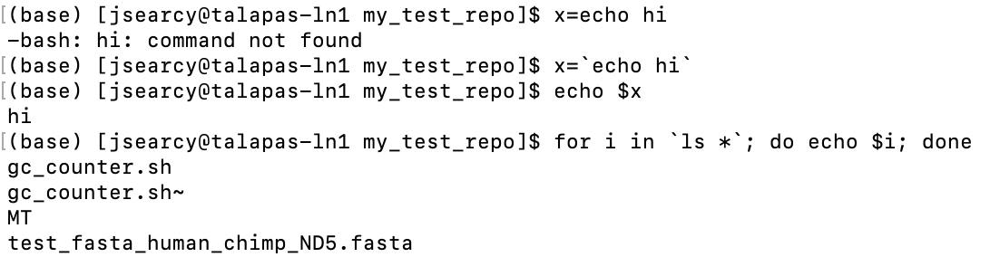 [(base) [jsearcy@talapas-ln1 my_test_repo]$ x=echo hi
-bash: hi: command not found
[(base) [jsearcy@talapas-ln1 my_test_repo]$ x=`echo hi`
[(base) [jsearcy@talapas-ln1 my_test_repo]$ echo $x
hi
[(base) [jsearcy@talapas-ln1 my_test_repo]$ for i in `ls *`; do echo $i; done
gc_counter.sh
gc_counter.sh~
MT
test_fasta_human_chimp_ND5.fasta